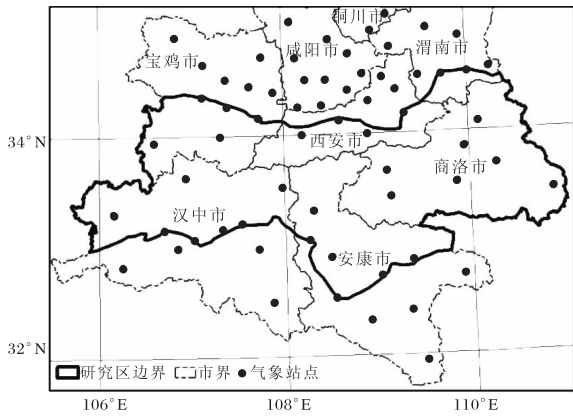 铜川市
咸阳市
渭南市
宝鸡市
34°N
西安市
商洛市
汉中市
安康市
32°N
研究区边界 市界 气象站点
106°E 108°E 110°E